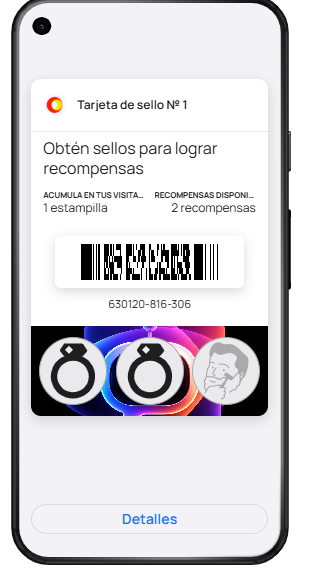 Tarjeta de sello Nº 1
Obtén sellos para lograr
recompensas
ACUMULA EN TUS VISITA... RECOMPENSAS DISPONI...
1 estampilla 2 recompensas
630120-816-306
Detalles